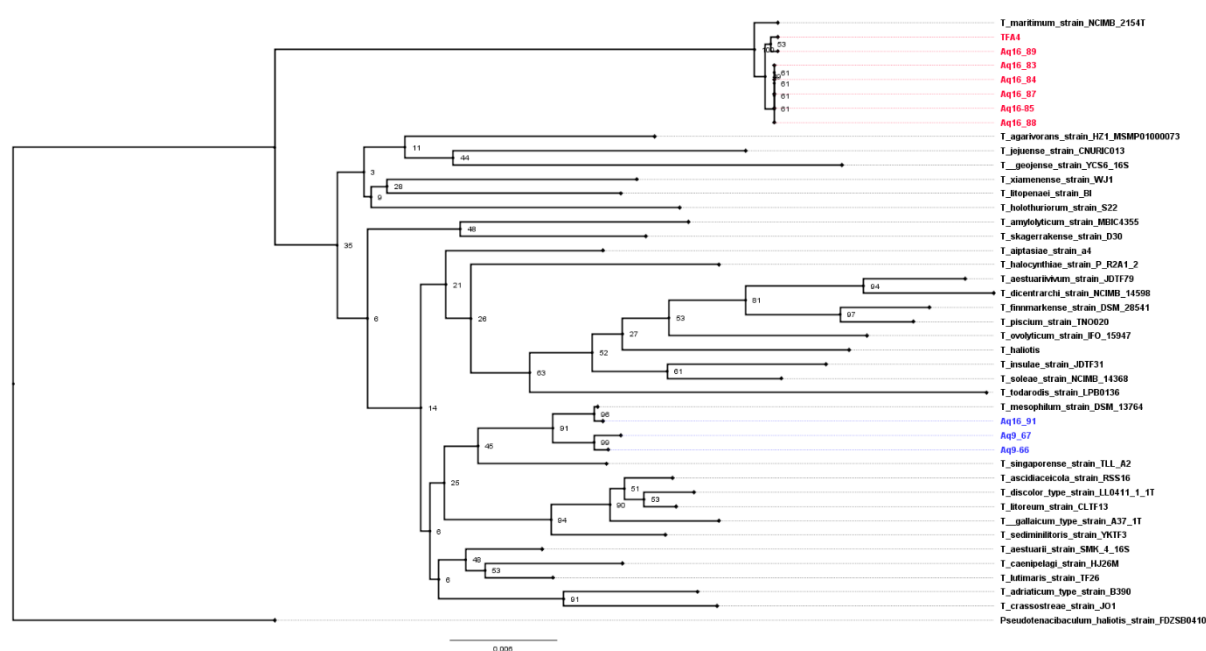 T_maritimum_strain_NCIMB_2154T
TFA4
53
100
Aq16_89
Aq16_83
61
Aq16_84
61
Aq16_87
61
Aq16-85
61
Aq16_88
T_agarivorans_strain_HZ1_MSMP01000073
11
T_jejuense_strain_CNURIC013
44
T__geojense_strain_YCS6_16S
3
T_xiamenense_strain_WJ1
28
T_litopenaei_strain_BI
9
T_holothuriorum_strain_S22
T_amylolyticum_strain_MBIC4355
48
T_skagerrakense_strain_D30
35
T_aiptasiae_strain_a4
T_halocynthiae_strain_P_R2A1_2
T_aestuariivivum_strain_JDTF79
21
94
T_dicentrarchi_strain_NCIMB_14598
81
T_finnmarkense_strain_DSM_28541
97
6
26
53
T_piscium_strain_TNO020
T_ovolyticum_strain_IFO_15947
27
T_haliotis
52
T_insulae_strain_JDTF31
61
63
T_soleae_strain_NCIMB_14368
T_todarodis_strain_LPB0136
14
T_mesophilum_strain_DSM_13764
96
Aq16_91
91
Aq9_67
99
45
Aq9-66
T_singaporense_strain_TLL_A2
T_ascidiaceicola_strain_RSS16
25
51
T_discolor_type_strain_LL0411_1_1T
53
90
T_litoreum_strain_CLTF13
94
T__gallaicum_type_strain_A37_1T
6
T_sediminilitoris_strain_YKTF3
T_aestuarii_strain_SMK_4_16S
48
T_caenipelagi_strain_HJ26M
53
6
T_lutimaris_strain_TF26
T_adriaticum_type_strain_B390
91
T_crassostreae_strain_JO1
Pseudotenacibaculum_haliotis_strain_FDZSB0410
0.006